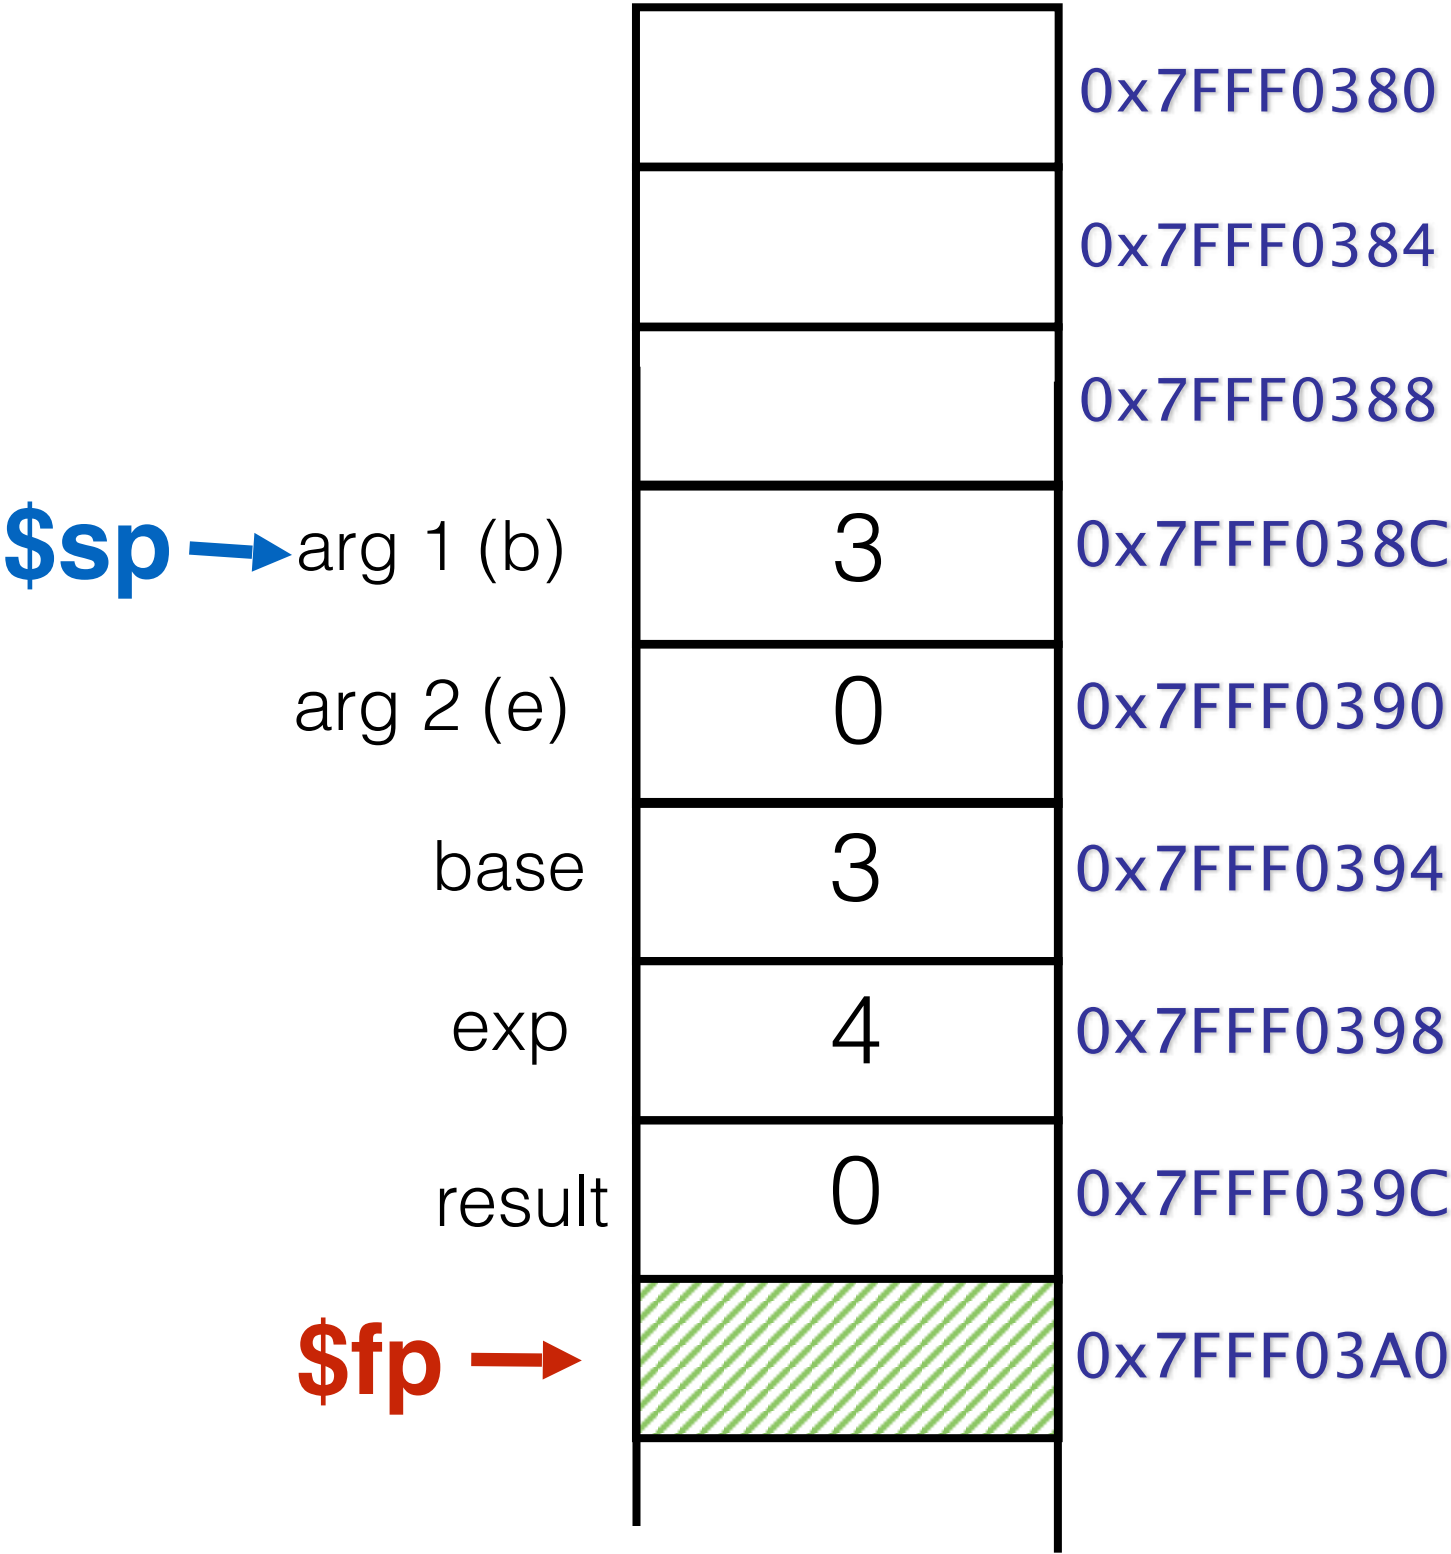 0x7FFF0380
0x7FFF0384
0x7FFF0388
$sp arg 1 (b) 3 0x7FFF038C
arg 2 (e) 0 0x7FFF0390
base 3 0x7FFF0394
exp 4 0x7FFF0398
result 0 0x7FFF039C
$fp 0x7FFF03A0